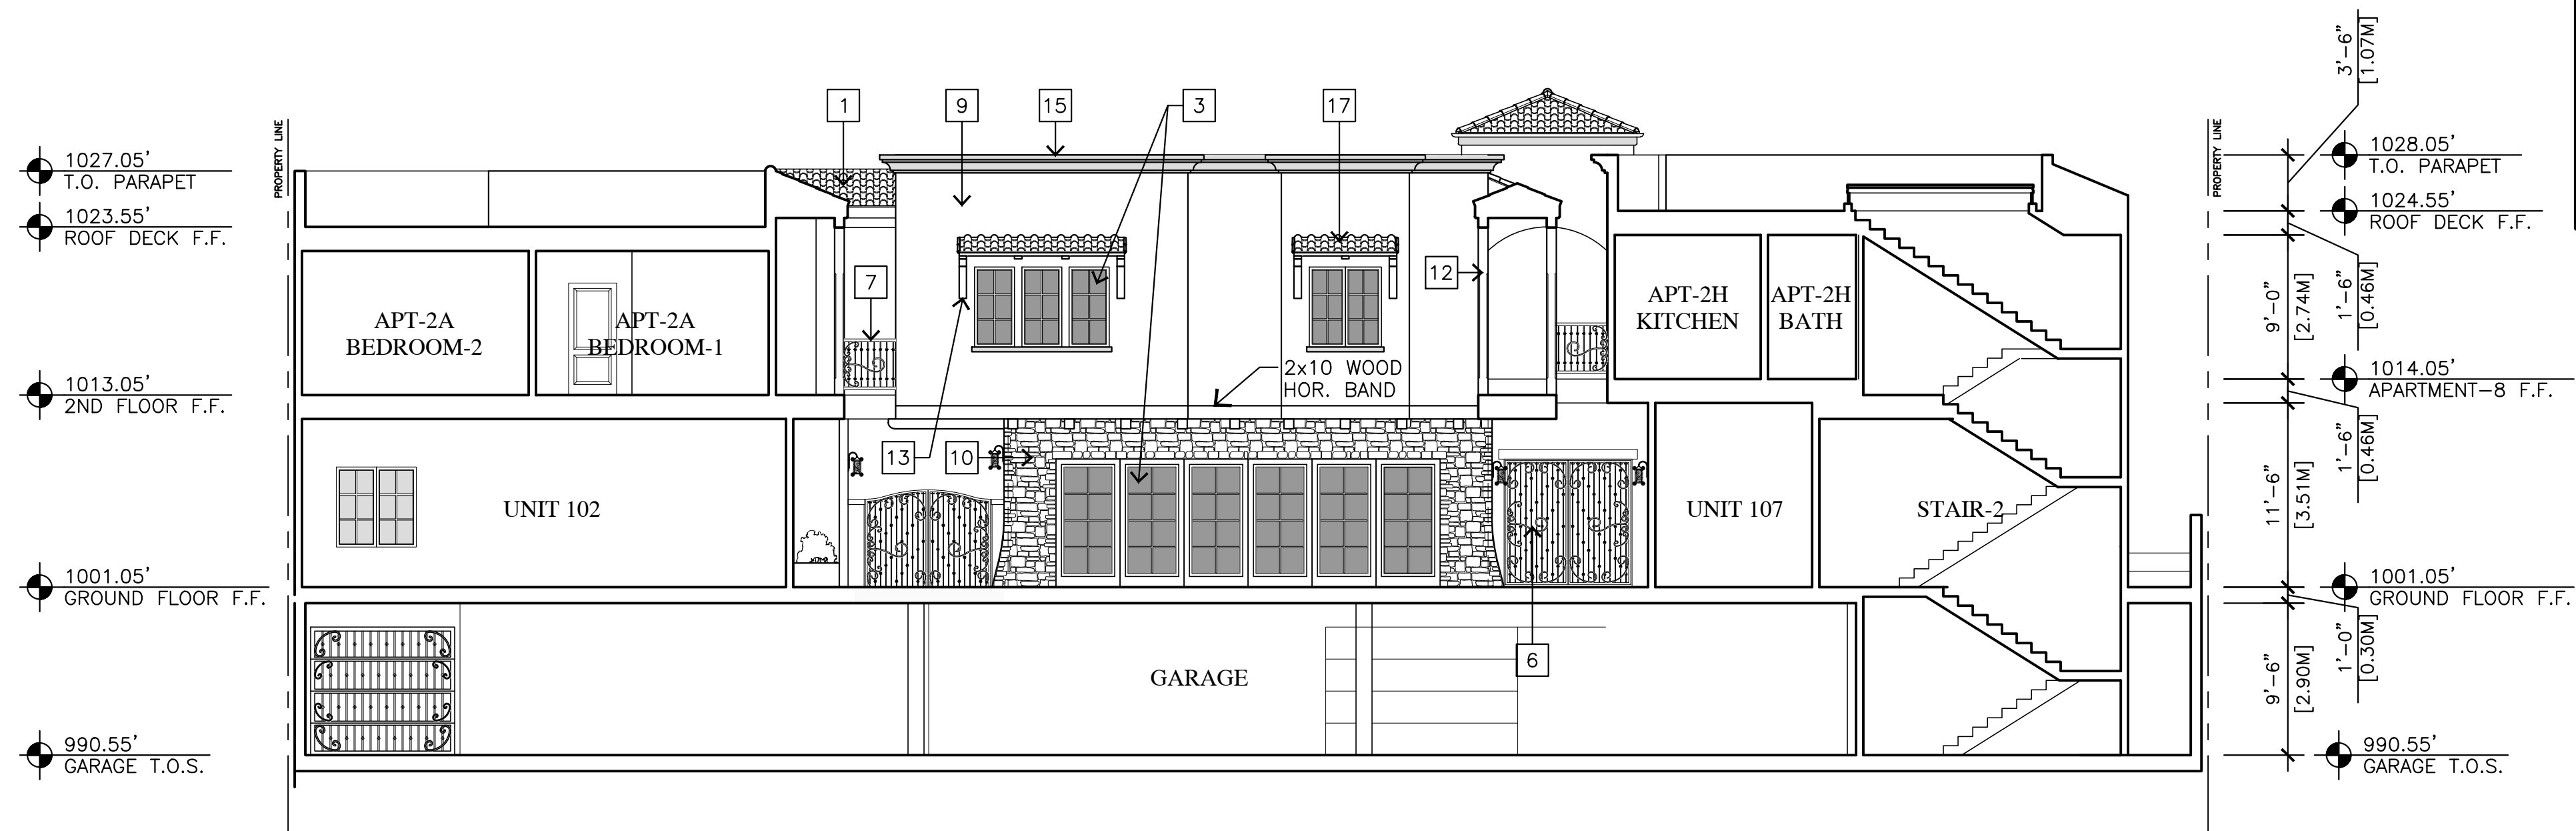 3'-6"
[1.07M]
1
9
15
3
17
PROPERTY LINE
PROPERTY LINE
1027.05'
T.O. PARAPET
1023.55'
ROOF DECK F.F.
1013.05'
2ND FLOOR F.F.
1001.05'
GROUND FLOOR F.F.
990.55'
GARAGE T.O.S.
7
12
APT-2A
BEDROOM-2
APT-2A
BEDROOM-1
APT-2H
KITCHEN
APT-2H
BATH
2x10 WOOD
HOR. BAND
13
10
UNIT 102
UNIT 107
STAIR-2
6
GARAGE
1028.05'
T.O. PARAPET
1024.55'
ROOF DECK F.F.
9'-0"
[2.74M]
1'-6"
[0.46M]
1014.05'
APARTMENT-8 F.F.
11'-6"
[3.51M]
1'-6"
[0.46M]
1001.05'
GROUND FLOOR F.F.
9'-6"
[2.90M]
1'-0"
[0.30M]
990.55'
GARAGE T.O.S.